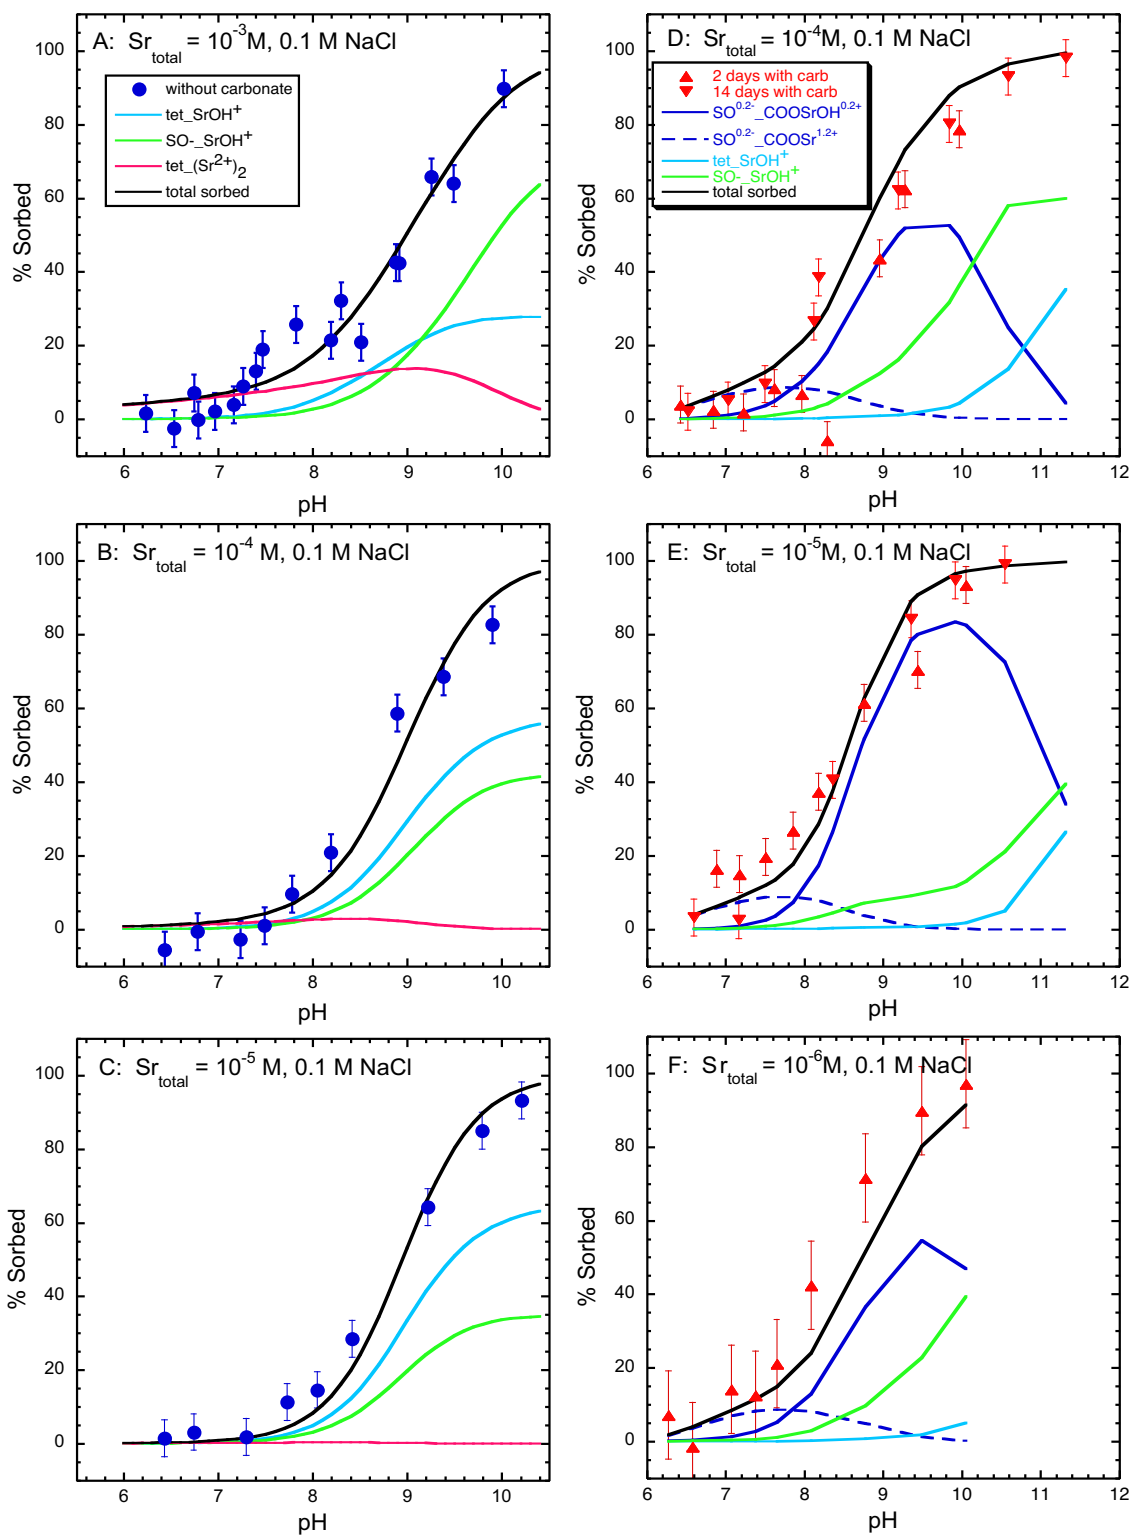 A: Sr total = 10-3M, 0.1 M NaCl
without carbonate
tet_SrOH+
SO-_SrOH+
tet_(Sr2+)2
total sorbed
% Sorbed
100
80
60
40
20
0
6 7 8 9 10
pH
D: Sr total = 10-4M, 0.1 M NaCl
2 days with carb
14 days with carb
SO0.2-_COOSrOH0.2+
SO0.2-_COOSr1.2+
tet_SrOH+
SO-_SrOH+
total sorbed
% Sorbed
100
80
60
40
20
0
6 7 8 9 10 11 12
pH
B: Sr total = 10-4 M, 0.1 M NaCl
% Sorbed
100
80
60
40
20
0
6 7 8 9 10
pH
E: Sr total = 10-5M, 0.1 M NaCl
% Sorbed
100
80
60
40
20
0
6 7 8 9 10 11 12
pH
C: Sr total = 10-5 M, 0.1 M NaCl
% Sorbed
100
80
60
40
20
0
6 7 8 9 10
pH
F: Sr total = 10-6M, 0.1 M NaCl
% Sorbed
100
80
60
40
20
0
6 7 8 9 10 11 12
pH